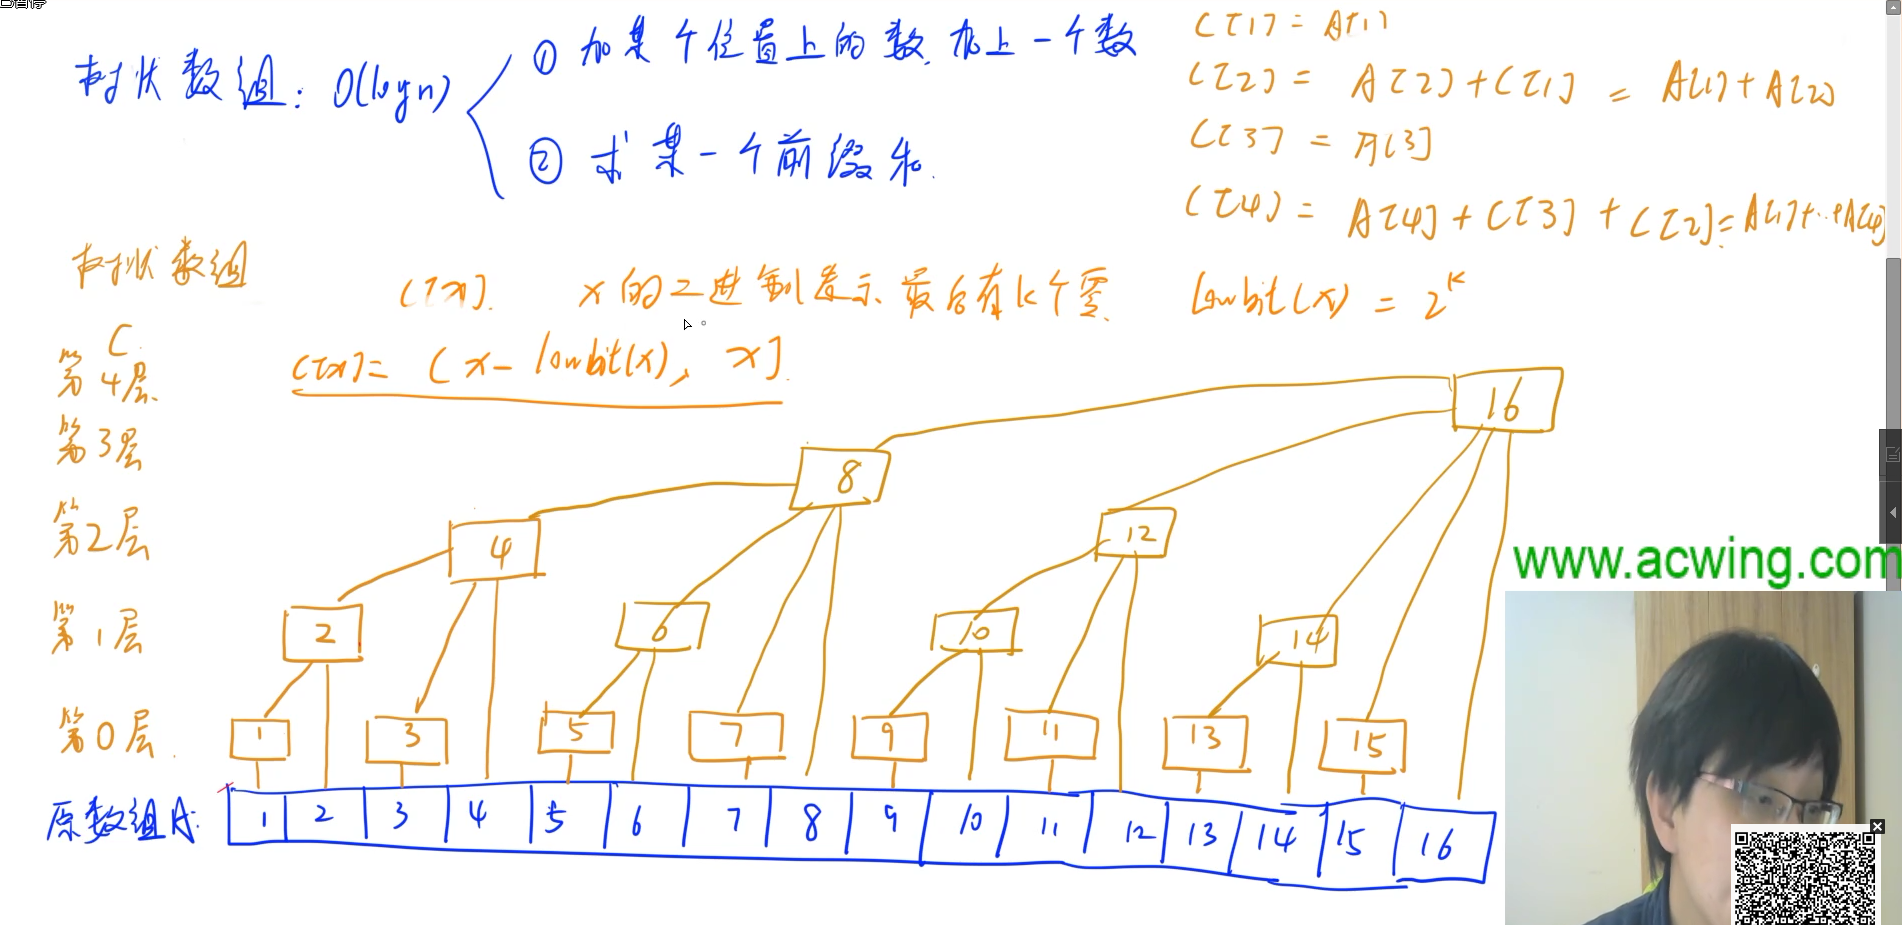 已暂停
树状数组: O(logn)
① 加某个位置上的数,加上一个数
② 求某一个前缀和.
C[1] = A[1]
C[2] = A[2] + C[1] = A[1] + A[2]
C[3] = A[3]
C[4] = A[4] + C[3] + C[2] = A[1]+..+A[4]
树状数组
C
C[x]. x的二进制表示最后有k个零. lowbit(x) = 2^k
C[x] = (x - lowbit(x), x].
第4层.
第3层
第2层
第1层
第0层.
16
8
4 12
2 6 10 14
1 3 5 7 9 11 13 15
原数组A: 1 2 3 4 5 6 7 8 9 10 11 12 13 14 15 16
www.acwing.com